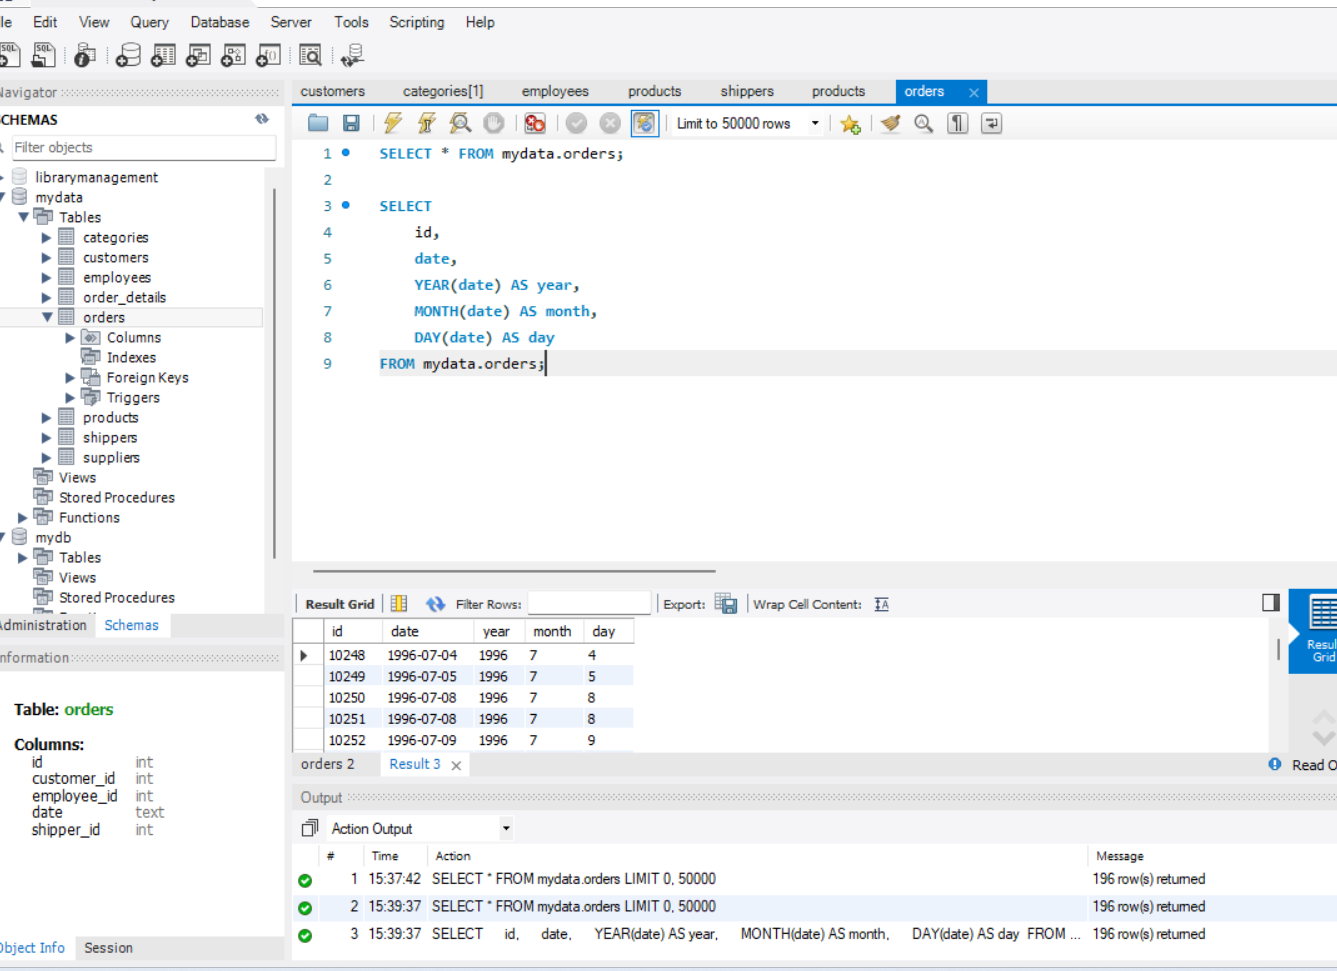 le Edit View Query Database Server Tools Scripting Help
Navigator
customers categories[1] employees products shippers products orders
SCHEMAS
Limit to 50000 rows
Filter objects
librarymanagement
mydata
Tables
categories
customers
employees
order_details
orders
Columns
Indexes
Foreign Keys
Triggers
products
shippers
suppliers
Views
Stored Procedures
Functions
mydb
Tables
Views
Stored Procedures
Administration Schemas
Information
Table: orders
Columns:
id int
customer_id int
employee_id int
date text
shipper_id int
Object Info Session
1 SELECT * FROM mydata.orders;
2
3 SELECT
4 id,
5 date,
6 YEAR(date) AS year,
7 MONTH(date) AS month,
8 DAY(date) AS day
9 FROM mydata.orders;
Result Grid Filter Rows: Export: Wrap Cell Content:
id date year month day
10248 1996-07-04 1996 7 4
10249 1996-07-05 1996 7 5
10250 1996-07-08 1996 7 8
10251 1996-07-08 1996 7 8
10252 1996-07-09 1996 7 9
Result
Grid
orders 2 Result 3
Read O
Output
Action Output
# Time Action Message
1 15:37:42 SELECT * FROM mydata.orders LIMIT 0, 50000 196 row(s) returned
2 15:39:37 SELECT * FROM mydata.orders LIMIT 0, 50000 196 row(s) returned
3 15:39:37 SELECT id, date, YEAR(date) AS year, MONTH(date) AS month, DAY(date) AS day FROM ... 196 row(s) returned